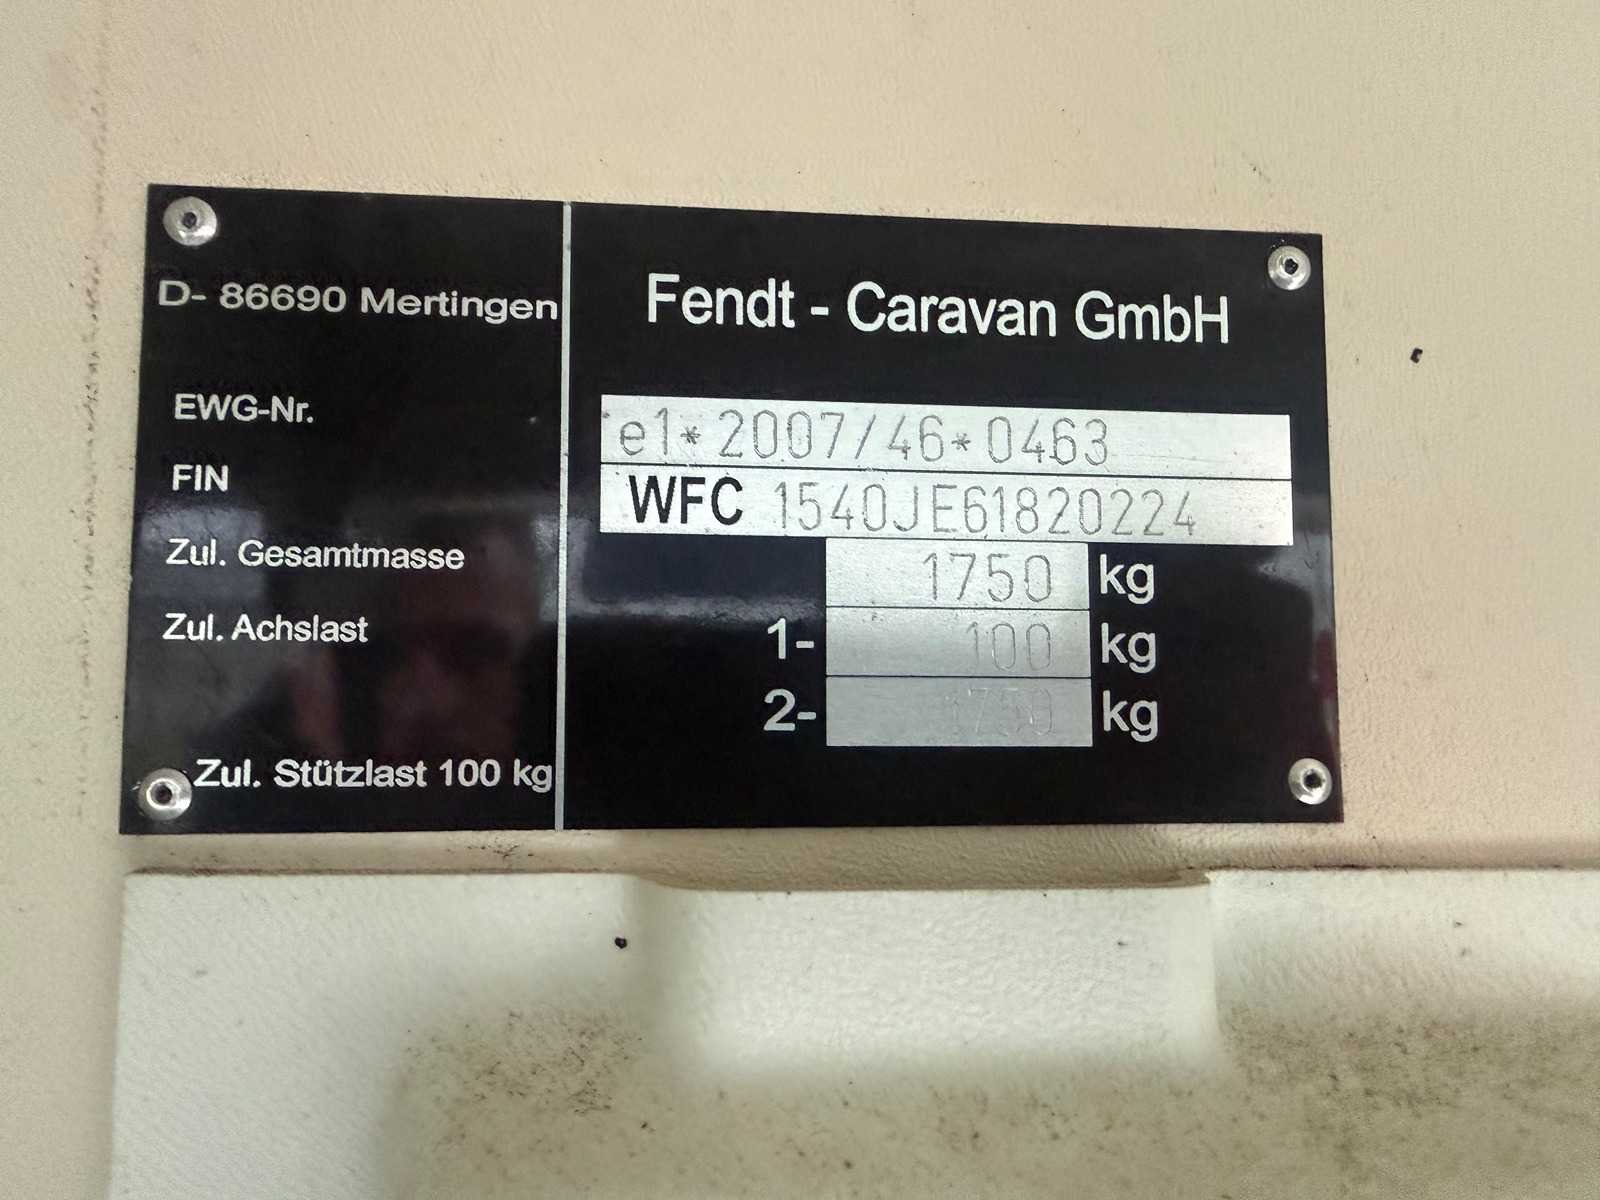 D- 86690 Mertingen
Fendt - Caravan GmbH
EWG-Nr.
e1*2007/46*0463
FIN
WFC 1540JE61820224
Zul. Gesamtmasse
1750 kg
Zul. Achslast
1- 100 kg
2- 1750 kg
Zul. Stützlast 100 kg